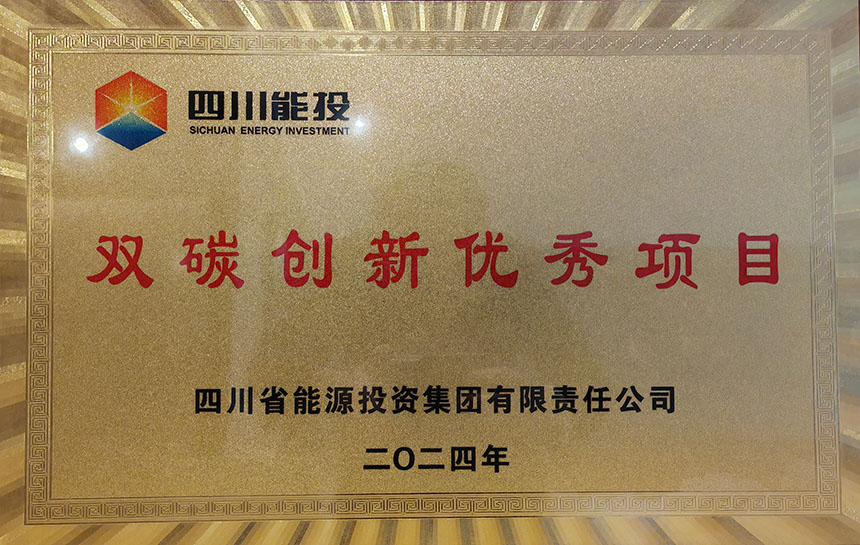 四川能投
SICHUAN ENERGY INVESTMENT
双碳创新优秀项目
四川省能源投资集团有限责任公司
二〇二四年